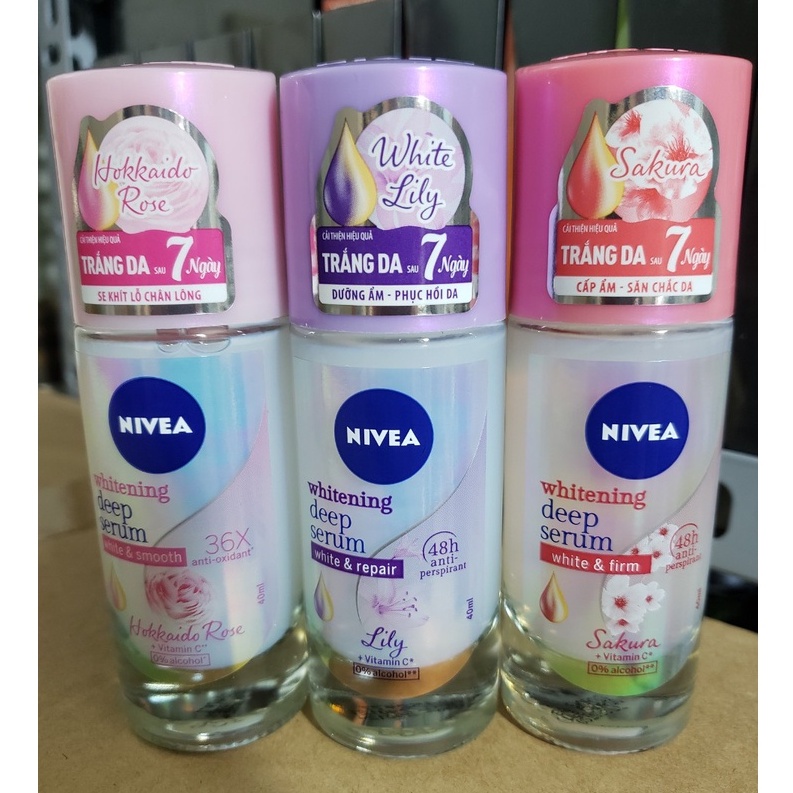 Hokkaido
Rose
CẢI THIỆN HIỆU QUẢ
TRẮNG DA SAU 7 Ngày
SE KHÍT LỖ CHÂN LÔNG
NIVEA
whitening
deep
serum
white & smooth
36X
anti-oxidant*
40ml
Hokkaido Rose
+ Vitamin C**
0% alcohol*
White
Lily
CẢI THIỆN HIỆU QUẢ
TRẮNG DA SAU 7 Ngày
DƯỠNG ẨM - PHỤC HỒI DA
NIVEA
whitening
deep
serum
white & repair
48h
anti-
perspirant
40ml
Lily
+ Vitamin C*
0% alcohol**
Sakura
CẢI THIỆN HIỆU QUẢ
TRẮNG DA SAU 7 Ngày
CẤP ẨM - SĂN CHẮC DA
NIVEA
whitening
deep
serum
white & firm
48h
anti-
perspirant
40ml
Sakura
+ Vitamin C*
0% alcohol**